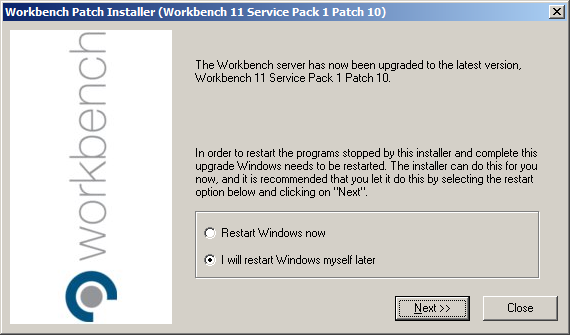 Workbench Patch Installer (Workbench 11 Service Pack 1 Patch 10)
workbench
The Workbench server has now been upgraded to the latest version,
Workbench 11 Service Pack 1 Patch 10.
In order to restart the programs stopped by this installer and complete this
upgrade Windows needs to be restarted. The installer can do this for you
now, and it is recommended that you let it do this by selecting the restart
option below and clicking on "Next".
Restart Windows now
I will restart Windows myself later
Next >>
Close